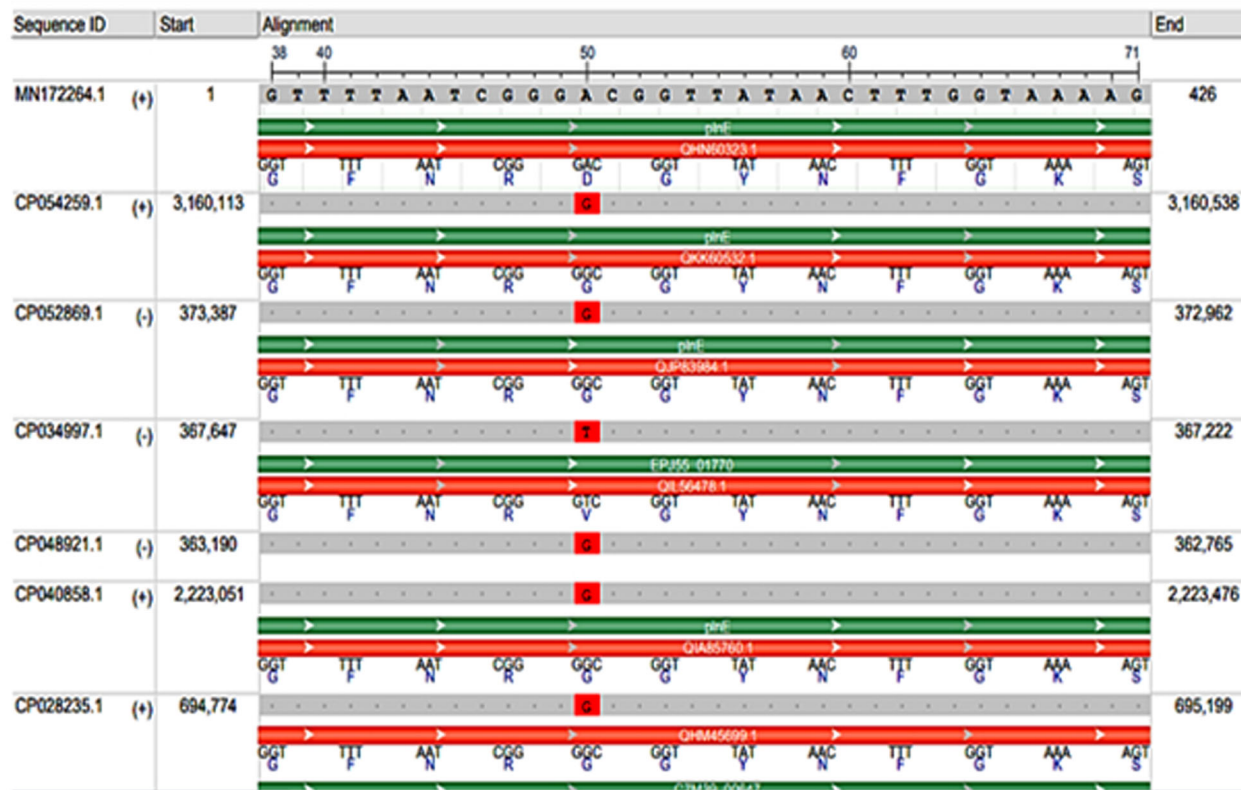 Sequence ID Start Alignment End
38 40 50 60 71
MN172264.1 (+) 1 G T T T T A A T C G G G A C G G T T A T A A C T T T G G T A A A A G 426
plnE
QHN60323.1
GGT TTT AAT CGG GAC GGT TAT AAC TTT GGT AAA AGT
G F N R D G Y N F G K S
CP054259.1 (+) 3,160,113 G 3,160,538
plnE
QKK60532.1
GGT TTT AAT CGG GGC GGT TAT AAC TTT GGT AAA AGT
G F N R G G Y N F G K S
CP052869.1 (-) 373,387 G 372,962
plnE
QJP83984.1
GGT TTT AAT CGG GGC GGT TAT AAC TTT GGT AAA AGT
G F N R G G Y N F G K S
CP034997.1 (-) 367,647 T 367,222
EPJ55_01770
QIL56478.1
GGT TTT AAT CGG GTC GGT TAT AAC TTT GGT AAA AGT
G F N R V G Y N F G K S
CP048921.1 (-) 363,190 G 362,765
CP040858.1 (+) 2,223,051 G 2,223,476
plnE
QIA85760.1
GGT TTT AAT CGG GGC GGT TAT AAC TTT GGT AAA AGT
G F N R G G Y N F G K S
CP028235.1 (+) 694,774 G 695,199
QHM45699.1
GGT TTT AAT CGG GGC GGT TAT AAC TTT GGT AAA AGT
G F N R G G Y N F G K S